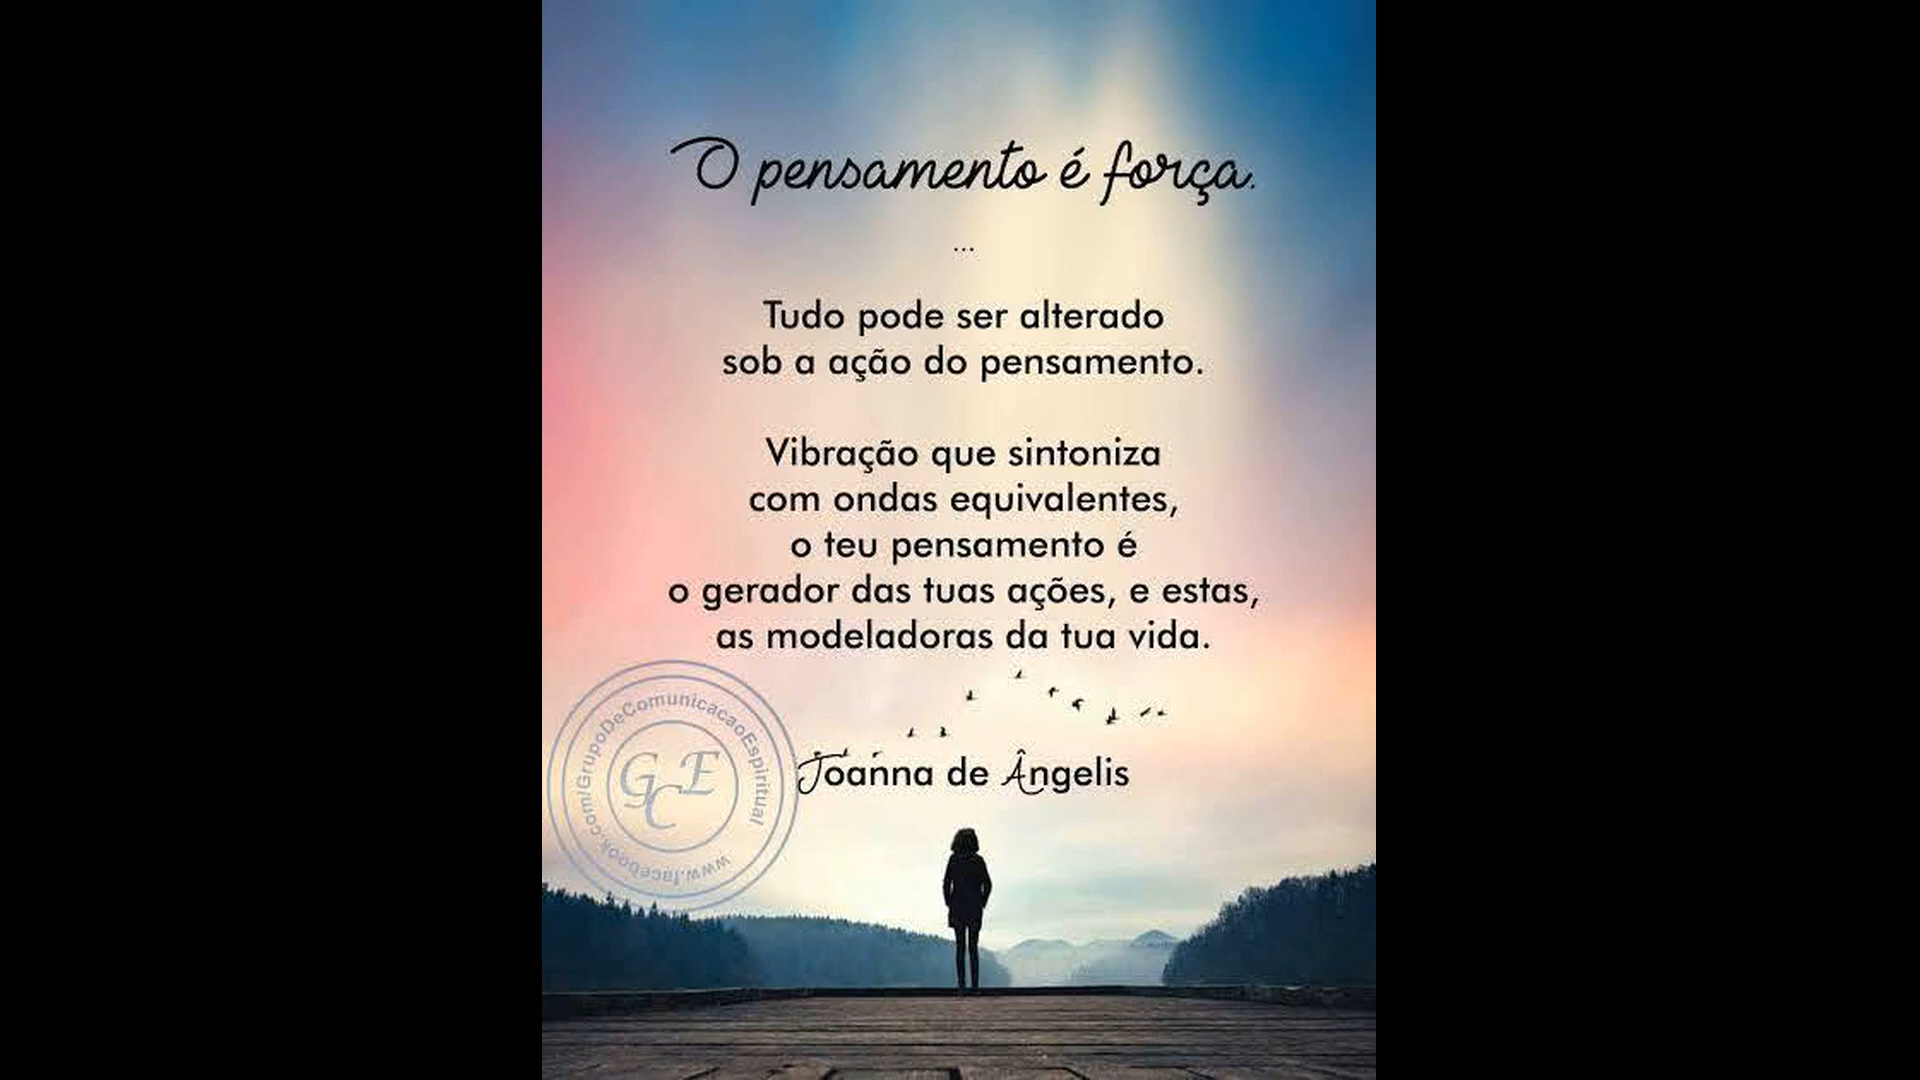 O pensamento é força.
...
Tudo pode ser alterado
sob a ação do pensamento.
Vibração que sintoniza
com ondas equivalentes,
o teu pensamento é
o gerador das tuas ações, e estas,
as modeladoras da tua vida.
Joanna de Ângelis
www.facebook.com/GrupoDeComunicacaoEspiritual
GCE